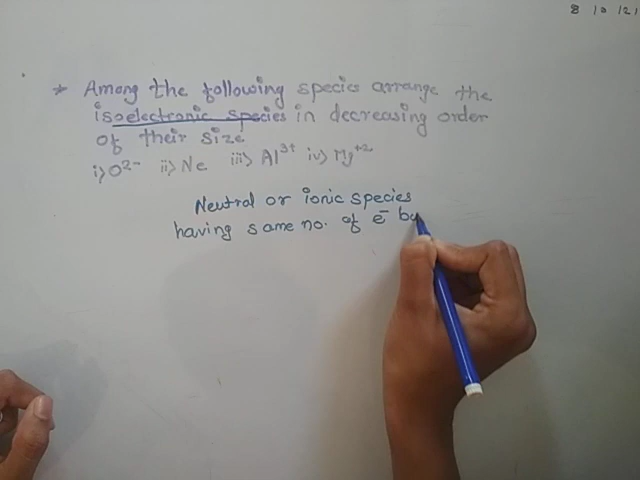 8 10 21
* Among the following species arrange the
isoelectronic species in decreasing order
of their size
i) O²⁻ ii) Ne iii) Al³⁺ iv) Mg⁺²
Neutral or ionic species
having same no. of e⁻ bu